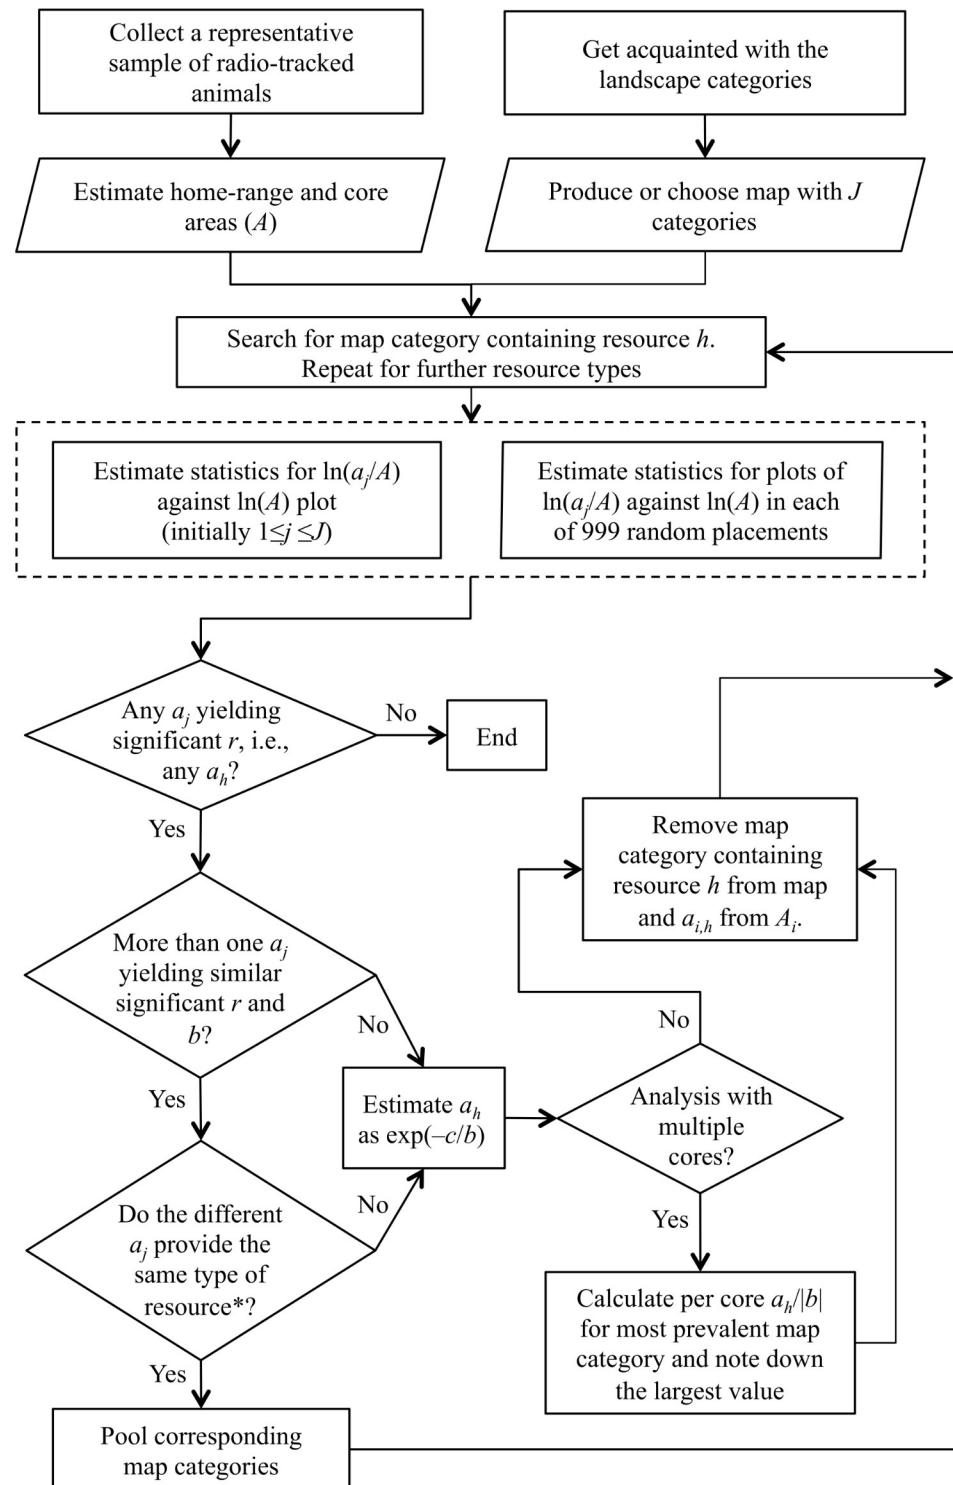 Collect a representative
sample of radio-tracked
animals
Get acquainted with the
landscape categories
Estimate home-range and core
areas (A)
Produce or choose map with J
categories
Search for map category containing resource h.
Repeat for further resource types
Estimate statistics for ln(aⱼ/A)
against ln(A) plot
(initially 1≤j ≤J)
Estimate statistics for plots of
ln(aⱼ/A) against ln(A) in each
of 999 random placements
Any aⱼ yielding
significant r, i.e.,
any aₕ?
No
End
Yes
More than one aⱼ
yielding similar
significant r and
b?
No
Yes
Do the different
aⱼ provide the
same type of
resource*?
No
Yes
Pool corresponding
map categories
Estimate aₕ
as exp(–c/b)
Analysis with
multiple
cores?
No
Yes
Remove map
category containing
resource h from map
and aᵢ,ₕ from Aᵢ.
Calculate per core aₕ/|b|
for most prevalent map
category and note down
the largest value